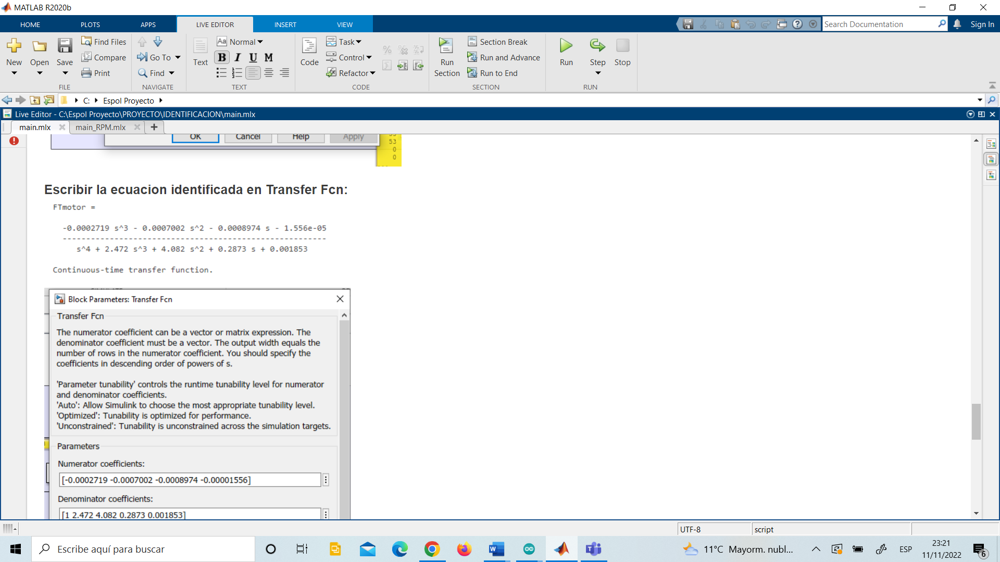 MATLAB R2020b
HOME PLOTS APPS LIVE EDITOR INSERT VIEW
Search Documentation
Sign In
New
Open
Save
Find Files
Compare
Print
FILE
Go To
Find
NAVIGATE
Text
Aa Normal
B I U M
TEXT
Code
Task
Control
Refactor
CODE
Run Section
Section Break
Run and Advance
Run to End
SECTION
Run
Step
Stop
RUN
C: Espol Proyecto
Live Editor - C:\Espol Proyecto\PROYECTO\IDENTIFICACION\main.mlx
main.mlx main_RPM.mlx +
OK Cancel Help Apply
53
0
0
Escribir la ecuacion identificada en Transfer Fcn:
FTmotor =
-0.0002719 s^3 - 0.0007002 s^2 - 0.0008974 s - 1.556e-05
--------------------------------------------------------
s^4 + 2.472 s^3 + 4.082 s^2 + 0.2873 s + 0.001853
Continuous-time transfer function.
Block Parameters: Transfer Fcn
Transfer Fcn
The numerator coefficient can be a vector or matrix expression. The
denominator coefficient must be a vector. The output width equals the
number of rows in the numerator coefficient. You should specify the
coefficients in descending order of powers of s.
'Parameter tunability' controls the runtime tunability level for numerator
and denominator coefficients.
'Auto': Allow Simulink to choose the most appropriate tunability level.
'Optimized': Tunability is optimized for performance.
'Unconstrained': Tunability is unconstrained across the simulation targets.
Parameters
Numerator coefficients:
[-0.0002719 -0.0007002 -0.0008974 -0.00001556]
Denominator coefficients:
[1 2.472 4.082 0.2873 0.001853]
UTF-8
script
Escribe aquí para buscar
11°C Mayorm. nubl...
ESP
23:21
11/11/2022
6